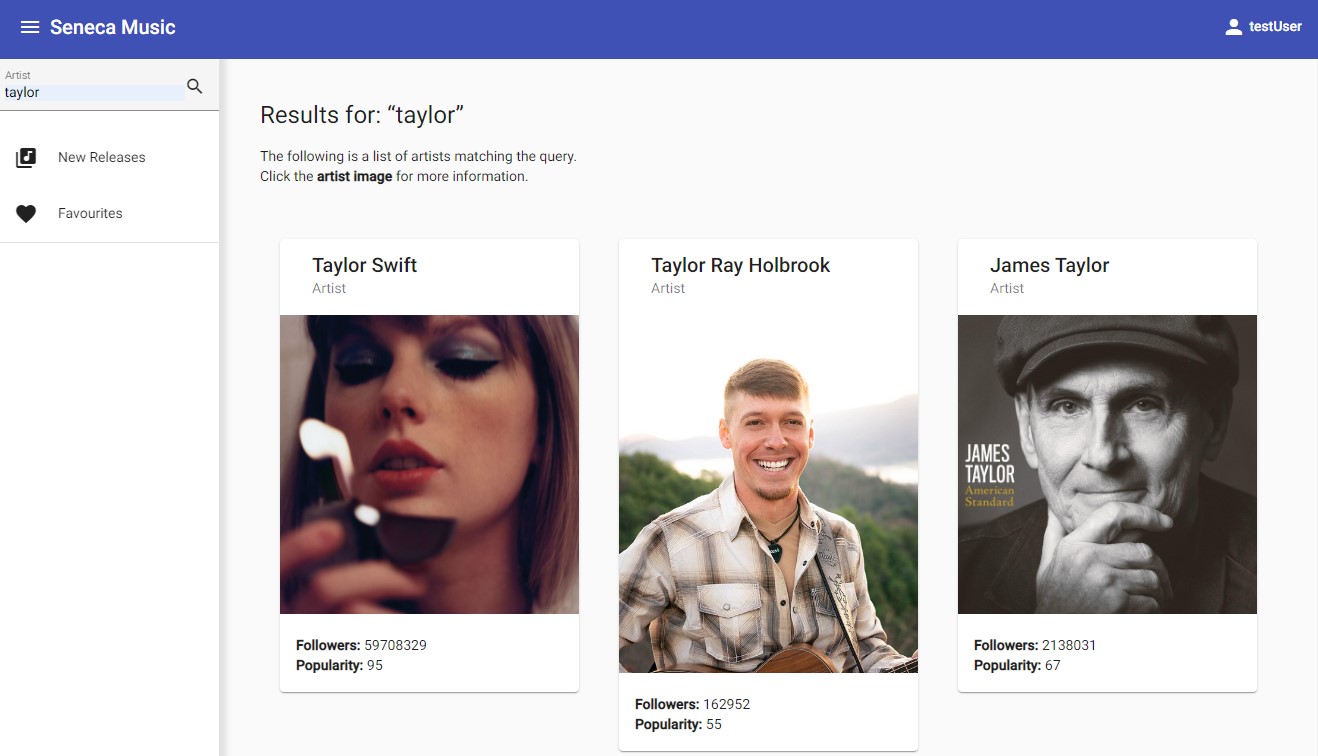 Seneca Music
testUser
Artist
taylor
New Releases
Favourites
Results for: “taylor”
The following is a list of artists matching the query.
Click the artist image for more information.
Taylor Swift
Artist
Followers: 59708329
Popularity: 95
Taylor Ray Holbrook
Artist
Followers: 162952
Popularity: 55
James Taylor
Artist
JAMES
TAYLOR
American
Standard
Followers: 2138031
Popularity: 67